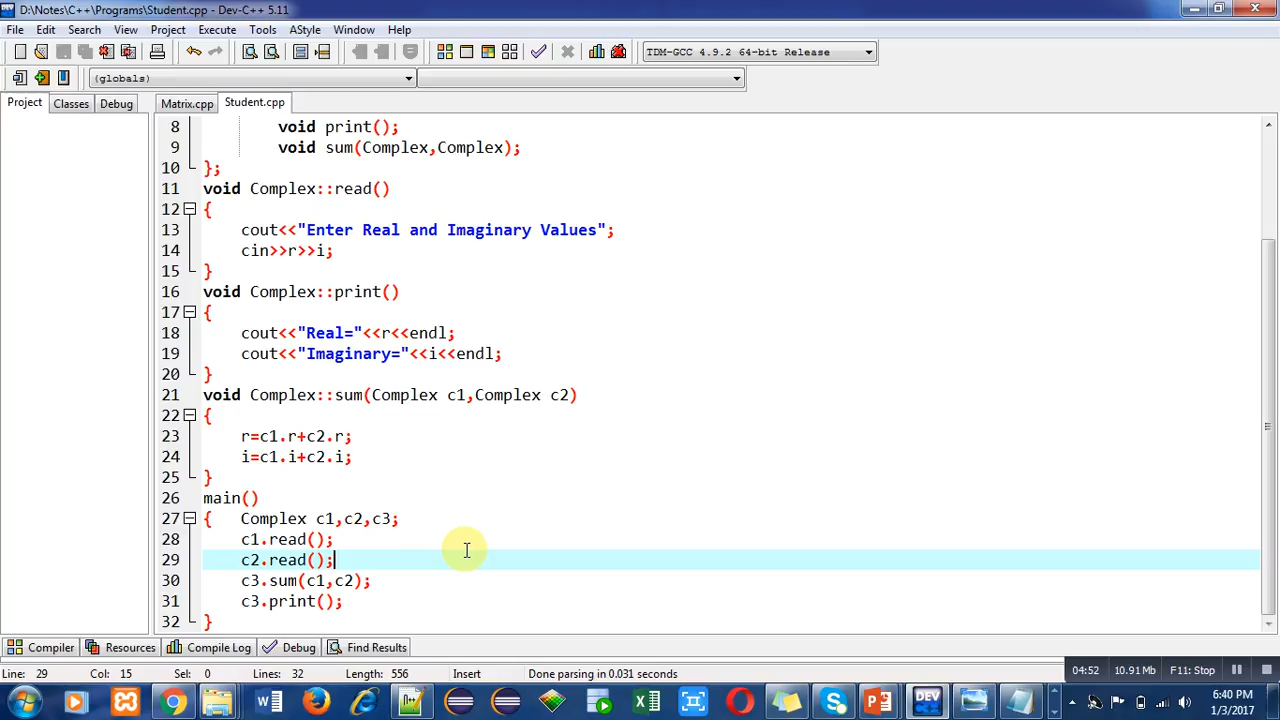 D:\Notes\C++\Programs\Student.cpp - Dev-C++ 5.11
File Edit Search View Project Execute Tools AStyle Window Help
TDM-GCC 4.9.2 64-bit Release
(globals)
Project Classes Debug Matrix.cpp Student.cpp
8 void print();
9 void sum(Complex,Complex);
10 };
11 void Complex::read()
12 {
13 cout<<"Enter Real and Imaginary Values";
14 cin>>r>>i;
15 }
16 void Complex::print()
17 {
18 cout<<"Real="<<r<<endl;
19 cout<<"Imaginary="<<i<<endl;
20 }
21 void Complex::sum(Complex c1,Complex c2)
22 {
23 r=c1.r+c2.r;
24 i=c1.i+c2.i;
25 }
26 main()
27 { Complex c1,c2,c3;
28 c1.read();
29 c2.read();
30 c3.sum(c1,c2);
31 c3.print();
32 }
Compiler Resources Compile Log Debug Find Results
Line: 29 Col: 15 Sel: 0 Lines: 32 Length: 556 Insert Done parsing in 0.031 seconds
04:52 10.91 Mb F11: Stop
6:40 PM
1/3/2017